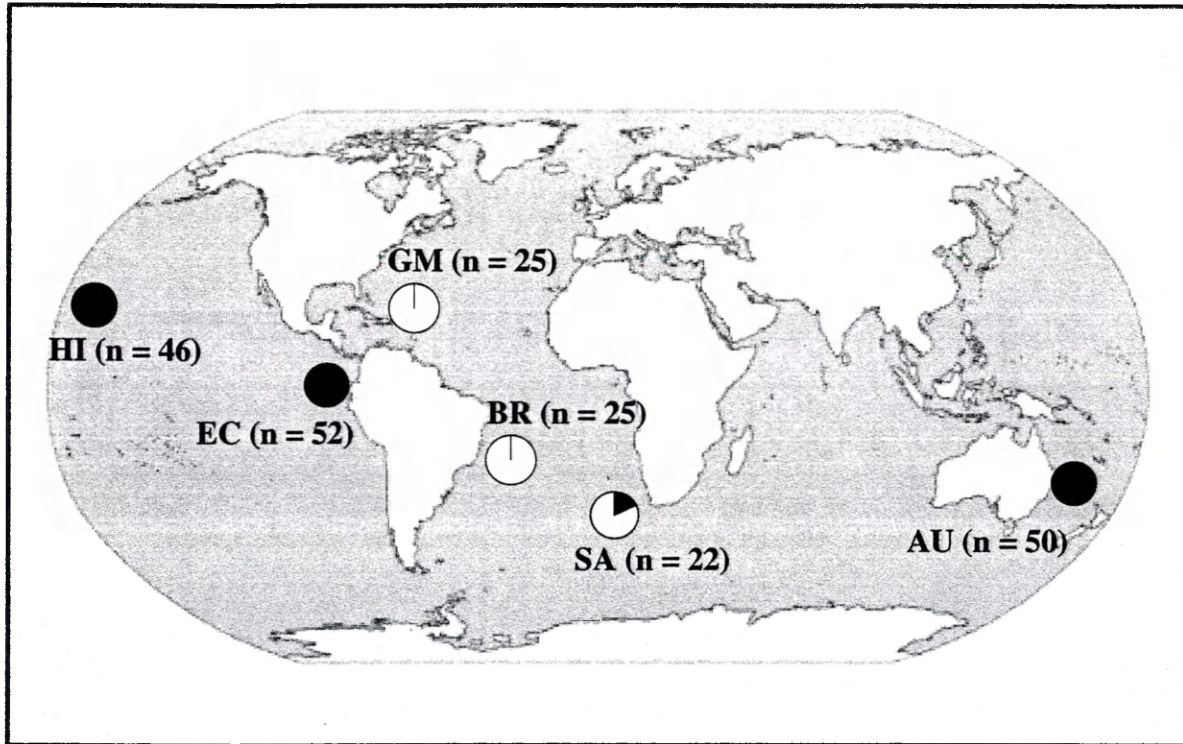 GM (n = 25)
HI (n = 46)
EC (n = 52)
BR (n = 25)
SA (n = 22)
AU (n = 50)